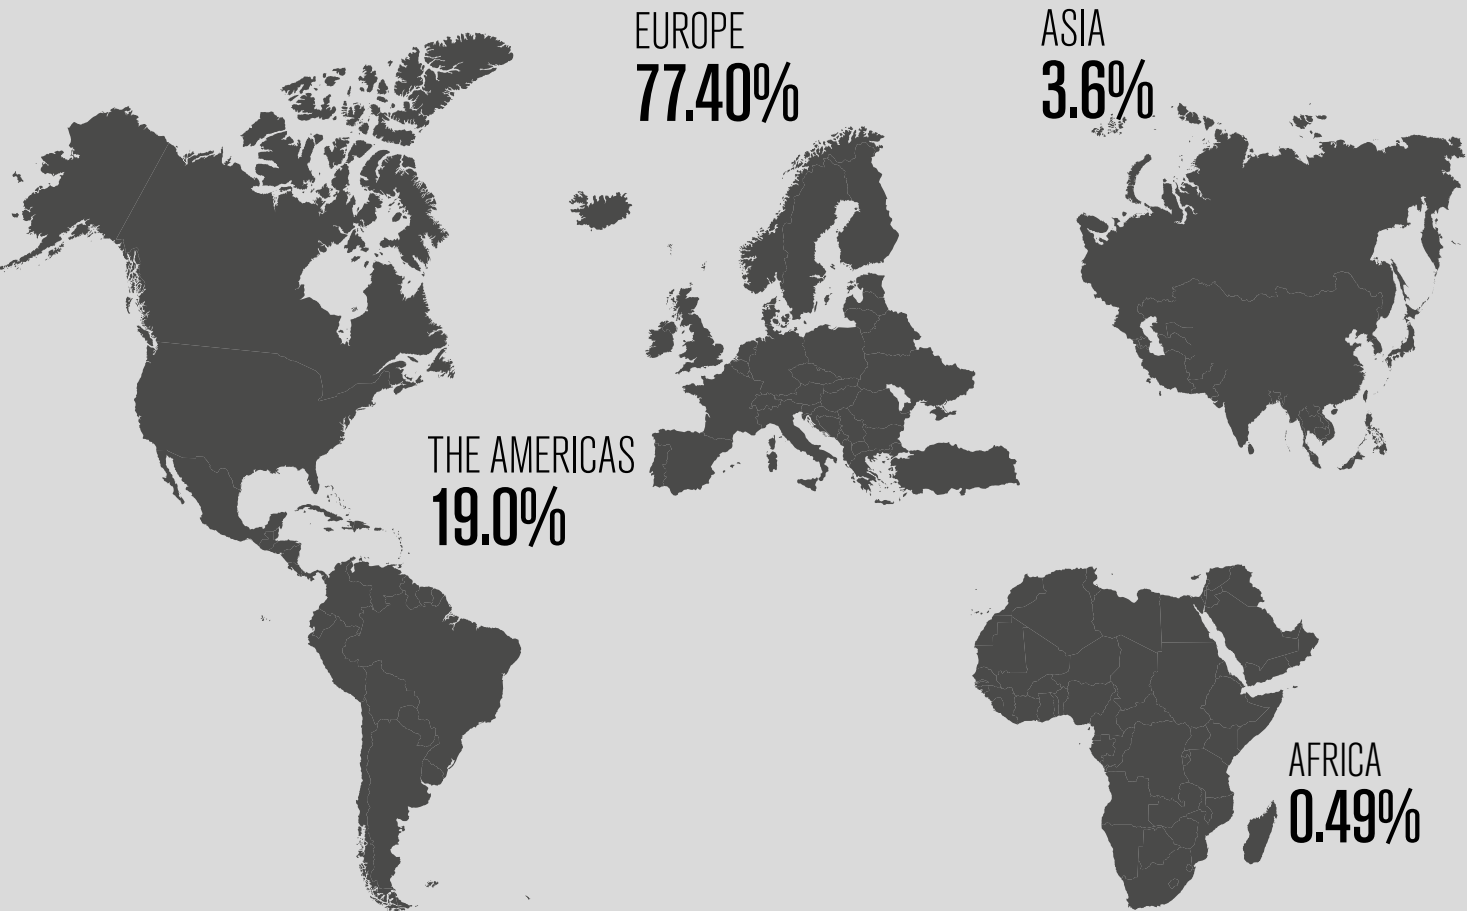 EUROPE
77.40%
ASIA
3.6%
THE AMERICAS
19.0%
AFRICA
0.49%